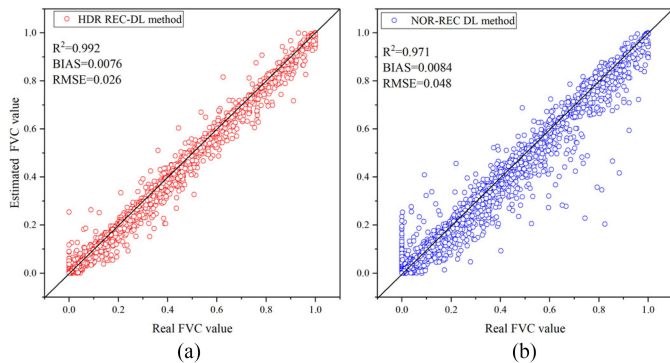 HDR REC-DL method
R²=0.992
BIAS=0.0076
RMSE=0.026
Estimated FVC value
1.0
0.8
0.6
0.4
0.2
0.0
0.0 0.2 0.4 0.6 0.8 1.0
Real FVC value
(a)
NOR-REC DL method
R²=0.971
BIAS=0.0084
RMSE=0.048
1.0
0.8
0.6
0.4
0.2
0.0
0.0 0.2 0.4 0.6 0.8 1.0
Real FVC value
(b)